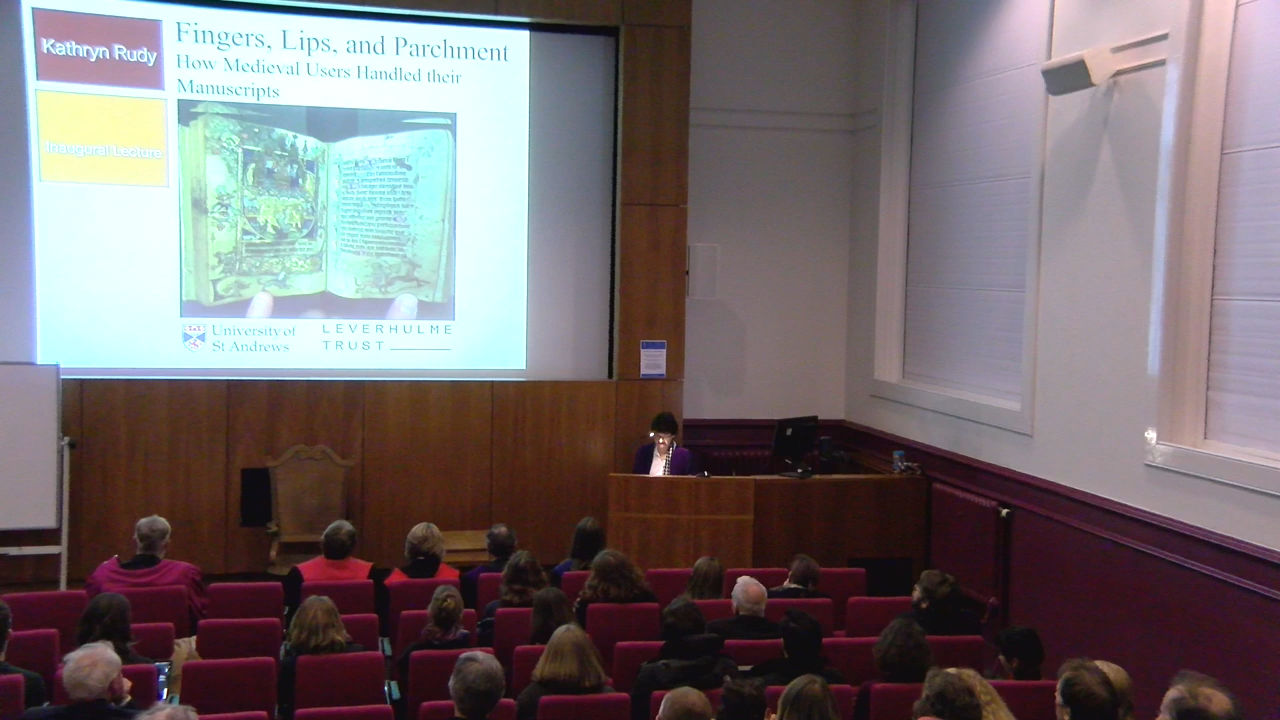 Kathryn Rudy
Fingers, Lips, and Parchment
How Medieval Users Handled their
Manuscripts
Inaugural Lecture
University of
St Andrews
LEVERHULME
TRUST